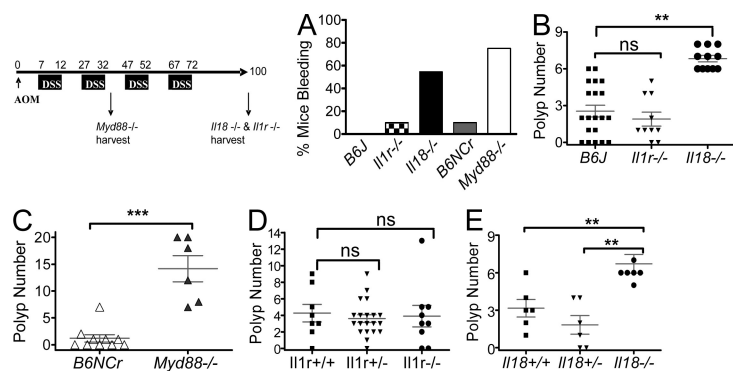 0 7 12 27 32 47 52 67 72
DSS DSS DSS DSS 100
AOM
Myd88-/-
harvest
Il18 -/- & Il1r -/-
harvest
A
% Mice Bleeding
100
80
60
40
20
0
B6J Il1r-/- Il18-/- B6NCr Myd88-/-
B
**
ns
Polyp Number
9
6
3
0
B6J Il1r-/- Il18-/-
C
***
Polyp Number
20
15
10
5
0
B6NCr Myd88-/-
D
ns
ns
Polyp Number
14
12
10
8
6
4
2
0
Il1r+/+ Il1r+/- Il1r-/-
E
**
**
Polyp Number
9
6
3
0
Il18+/+ Il18+/- Il18-/-